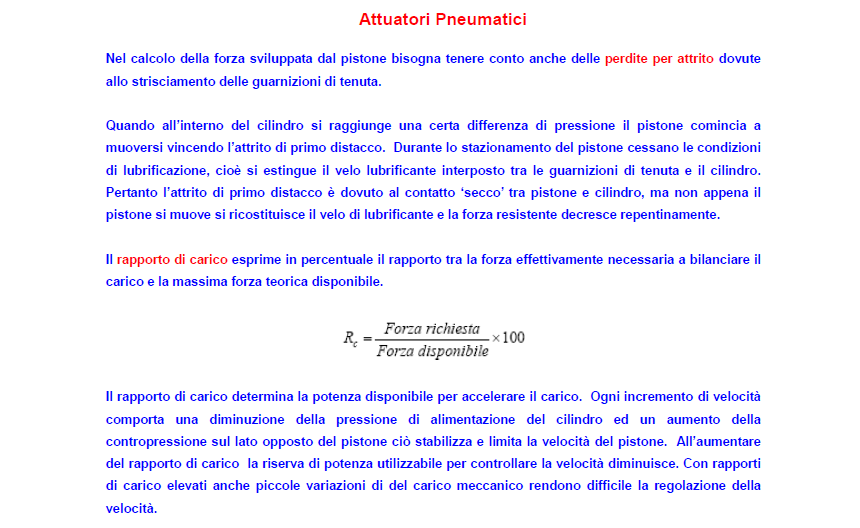 Attuatori Pneumatici
Nel calcolo della forza sviluppata dal pistone bisogna tenere conto anche delle perdite per attrito dovute
allo strisciamento delle guarnizioni di tenuta.
Quando all'interno del cilindro si raggiunge una certa differenza di pressione il pistone comincia a
muoversi vincendo l'attrito di primo distacco. Durante lo stazionamento del pistone cessano le condizioni
di lubrificazione, cioè si estingue il velo lubrificante interposto tra le guarnizioni di tenuta e il cilindro.
Pertanto l'attrito di primo distacco è dovuto al contatto 'secco' tra pistone e cilindro, ma non appena il
pistone si muove si ricostituisce il velo di lubrificante e la forza resistente decresce repentinamente.
Il rapporto di carico esprime in percentuale il rapporto tra la forza effettivamente necessaria a bilanciare il
carico e la massima forza teorica disponibile.
Rc = Forza richiesta / Forza disponibile × 100
Il rapporto di carico determina la potenza disponibile per accelerare il carico. Ogni incremento di velocità
comporta una diminuzione della pressione di alimentazione del cilindro ed un aumento della
contropressione sul lato opposto del pistone ciò stabilizza e limita la velocità del pistone. All'aumentare
del rapporto di carico la riserva di potenza utilizzabile per controllare la velocità diminuisce. Con rapporti
di carico elevati anche piccole variazioni di del carico meccanico rendono difficile la regolazione della
velocità.